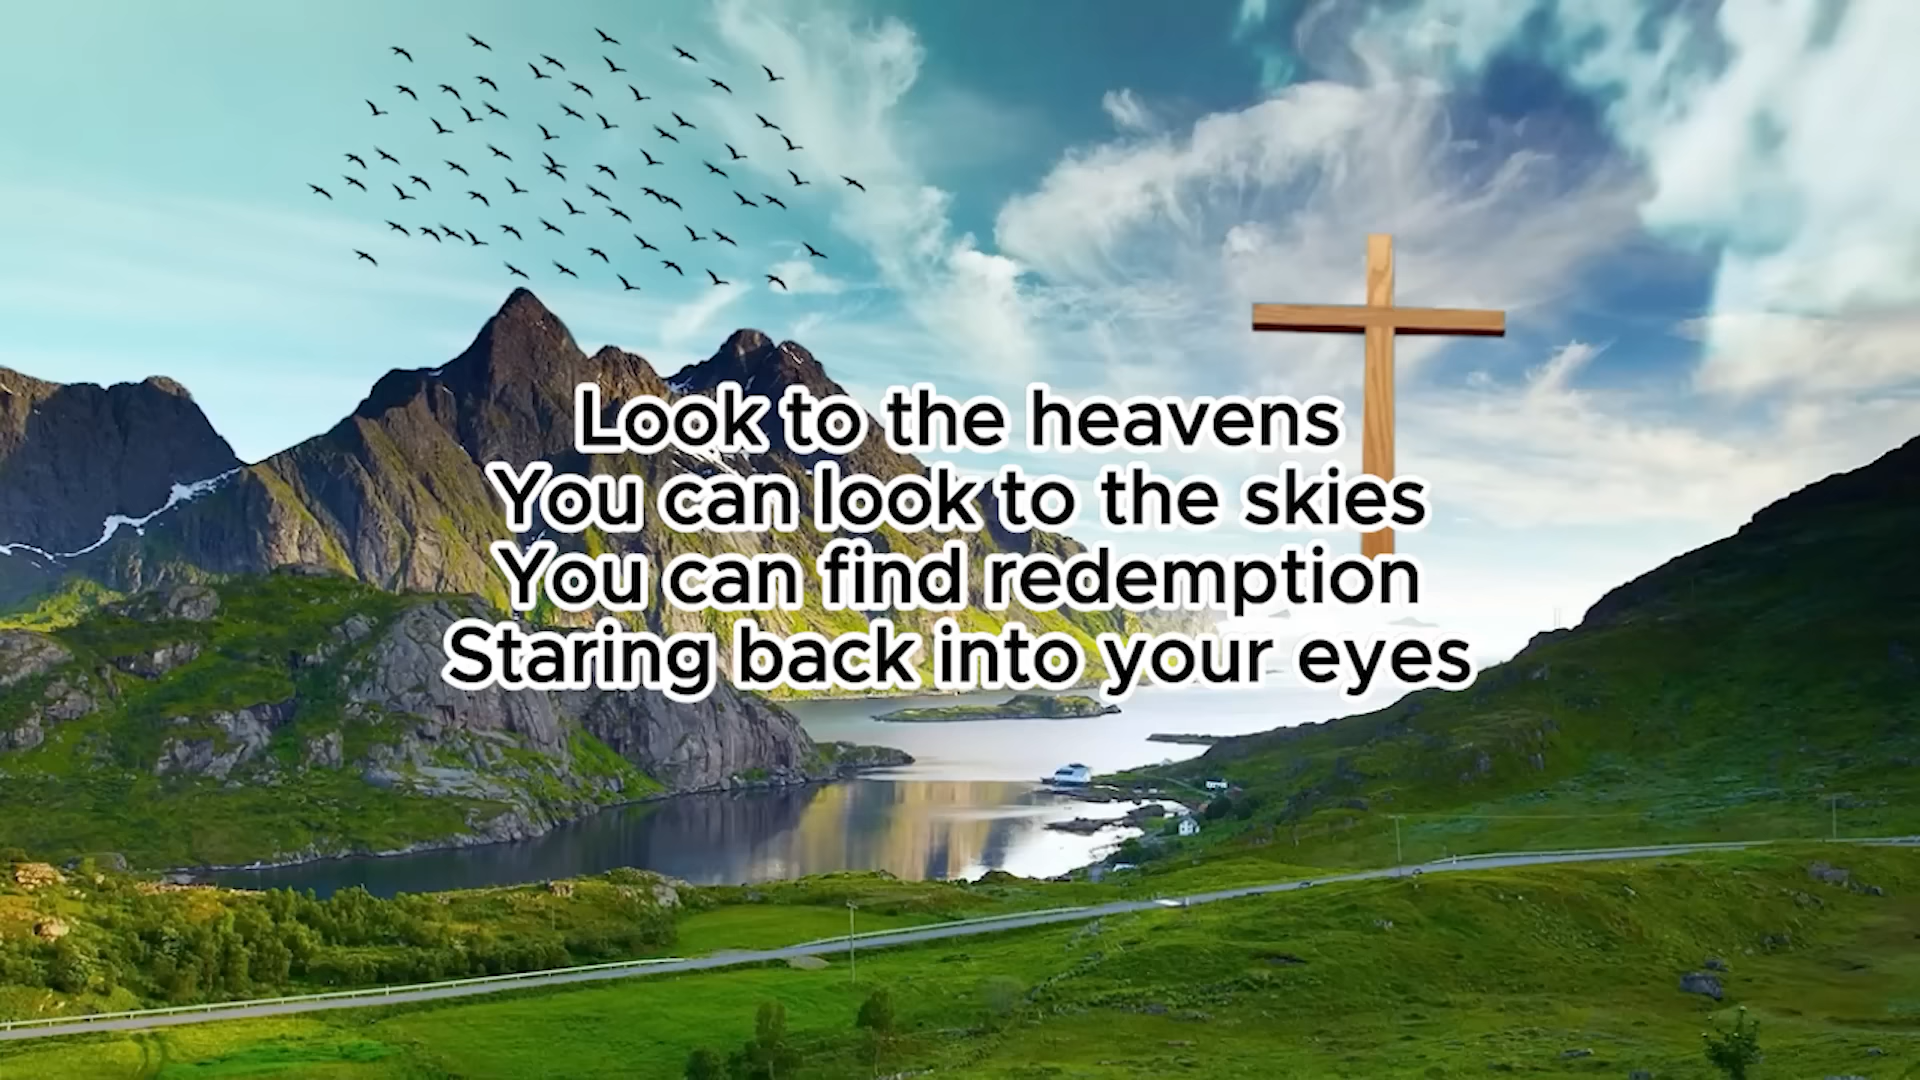 Look to the heavens
You can look to the skies
You can find redemption
Staring back into your eyes